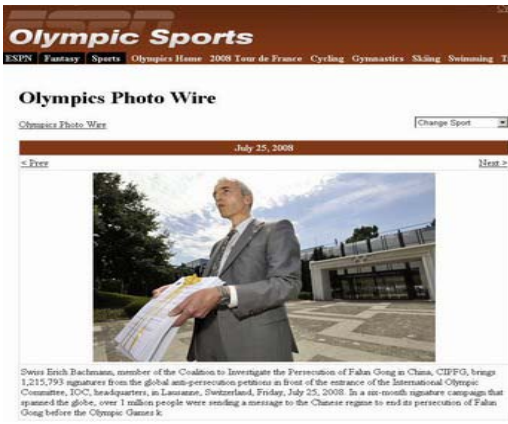 ESPN
Olympic Sports
ESPN Fantasy Sports Olympics Home 2008 Tour de France Cycling Gymnastics Skiing Swimming T
Olympics Photo Wire
Olympics Photo Wire
Change Sport
July 25, 2008
< Prev
Next >
Swiss Erich Bachmann, member of the Coalition to Investigate the Persecution of Falun Gong in China, CIPFG, brings
1,215,793 signatures from the global anti-persecution petitions in front of the entrance of the International Olympic
Committee, IOC, headquarters, in Lausanne, Switzerland, Friday, July 25, 2008. In a six-month signature campaign that
spanned the globe, over 1 million people were sending a message to the Chinese regime to end its persecution of Falun
Gong before the Olympic Games k